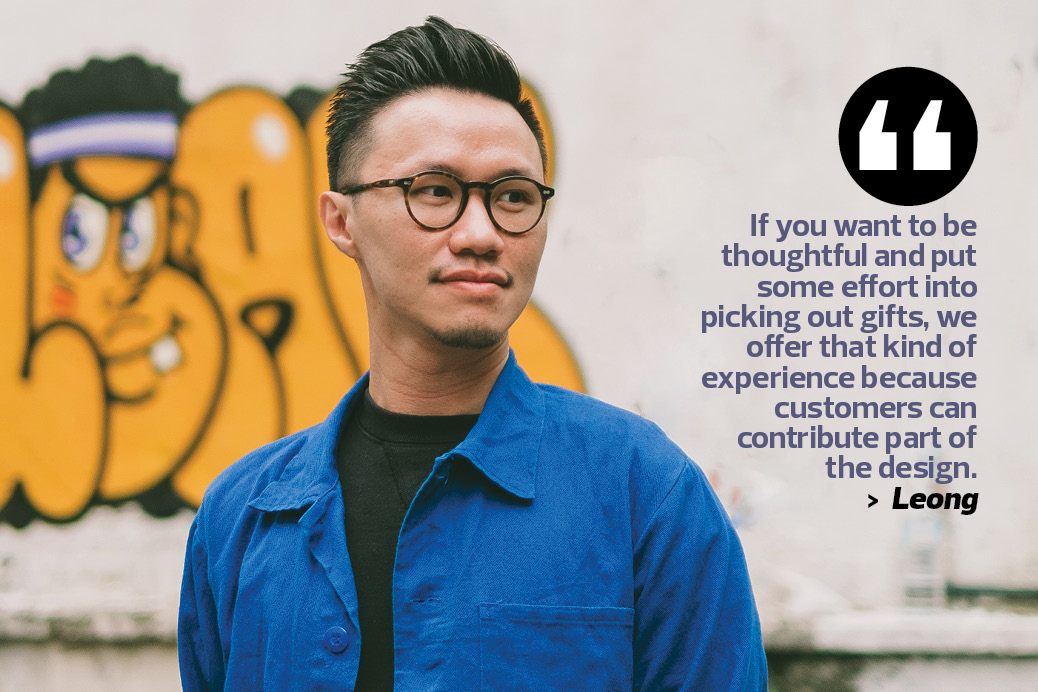 “
If you want to be
thoughtful and put
some effort into
picking out gifts, we
offer that kind of
experience because
customers can
contribute part of
the design.
> Leong